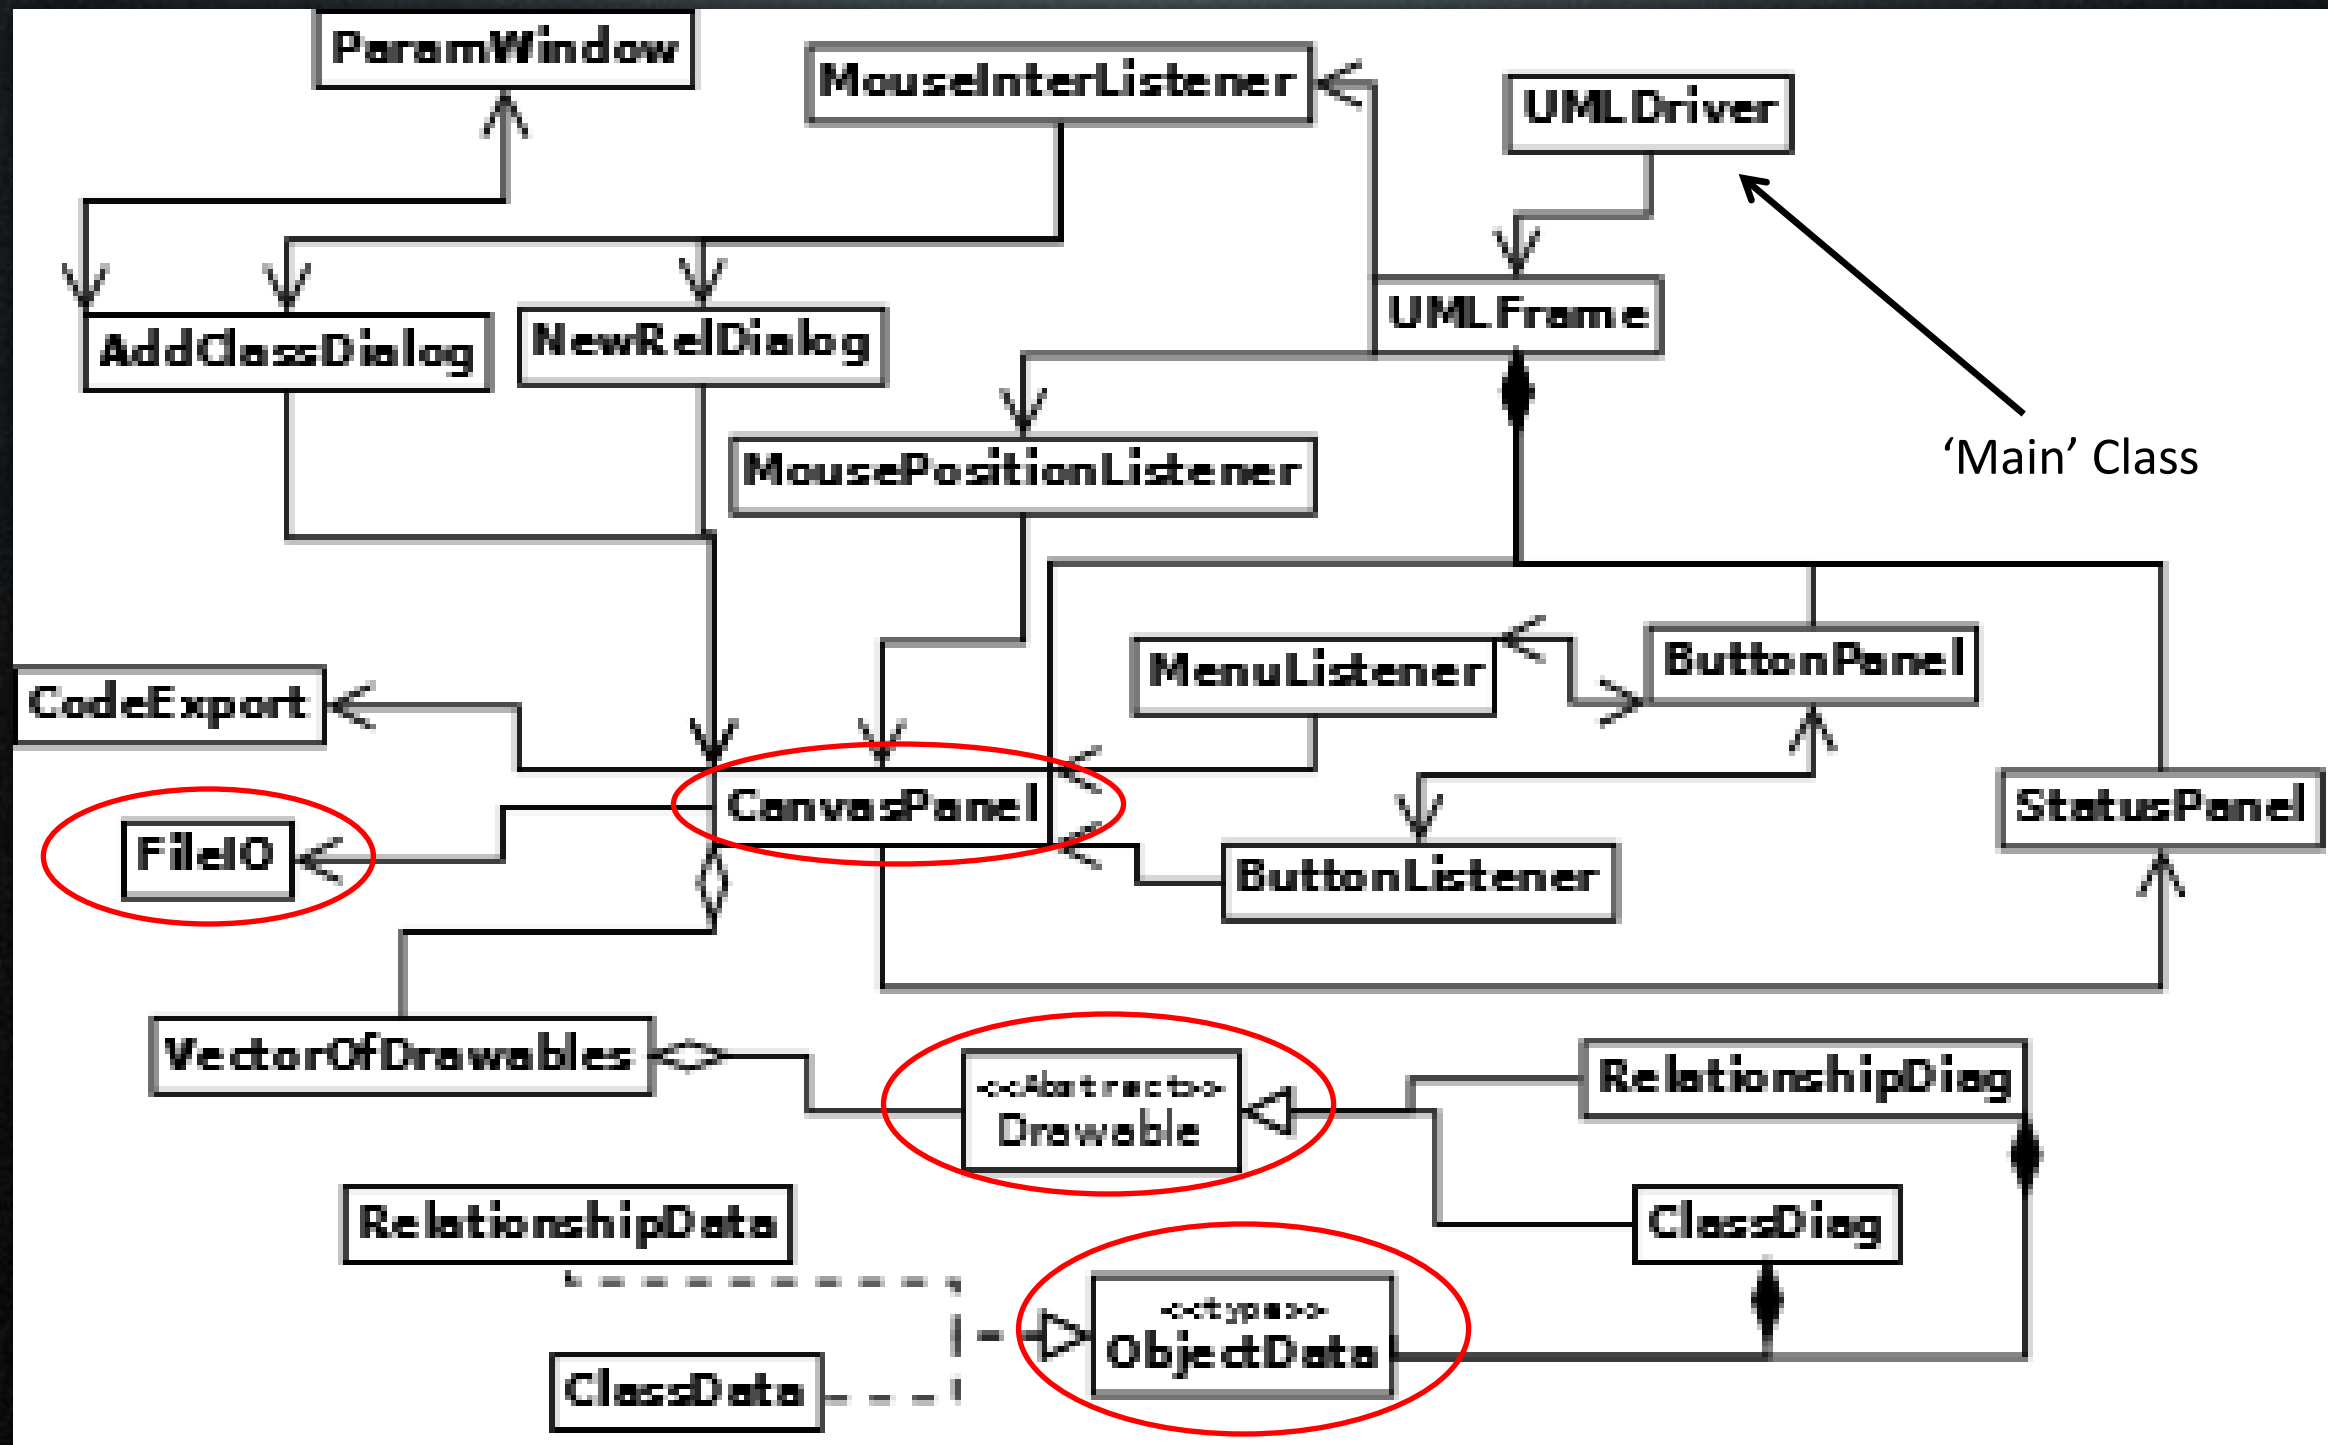 ParamWindow
MouseInterListener
UMLDriver
AddClassDialog
NewRelDialog
UMLFrame
MousePositionListener
‘Main’ Class
CodeExport
MenuListener
ButtonPanel
CanvasPanel
StatusPanel
FileIO
ButtonListener
VectorOfDrawables
<<Abstract>>
Drawable
RelationshipDiag
RelationshipData
ClassDiag
<<type>>
ObjectData
ClassData